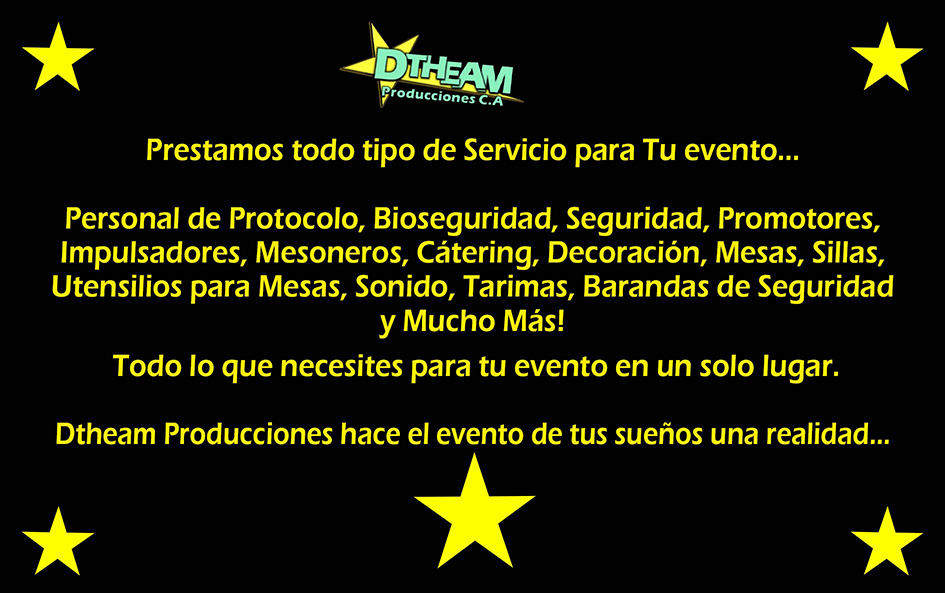 DTHEAM
Producciones C.A
Prestamos todo tipo de Servicio para Tu evento...
Personal de Protocolo, Bioseguridad, Seguridad, Promotores,
Impulsadores, Mesoneros, Cátering, Decoración, Mesas, Sillas,
Utensilios para Mesas, Sonido, Tarimas, Barandas de Seguridad
y Mucho Más!
Todo lo que necesites para tu evento en un solo lugar.
Dtheam Producciones hace el evento de tus sueños una realidad...